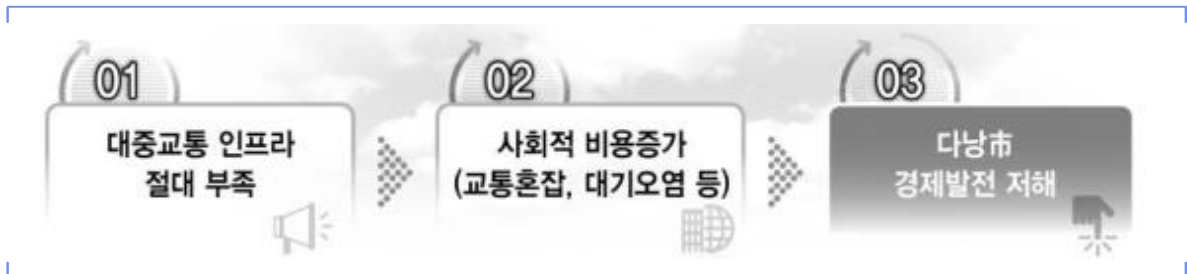 01
대중교통 인프라
절대 부족
02
사회적 비용증가
(교통혼잡, 대기오염 등)
03
다낭市
경제발전 저해